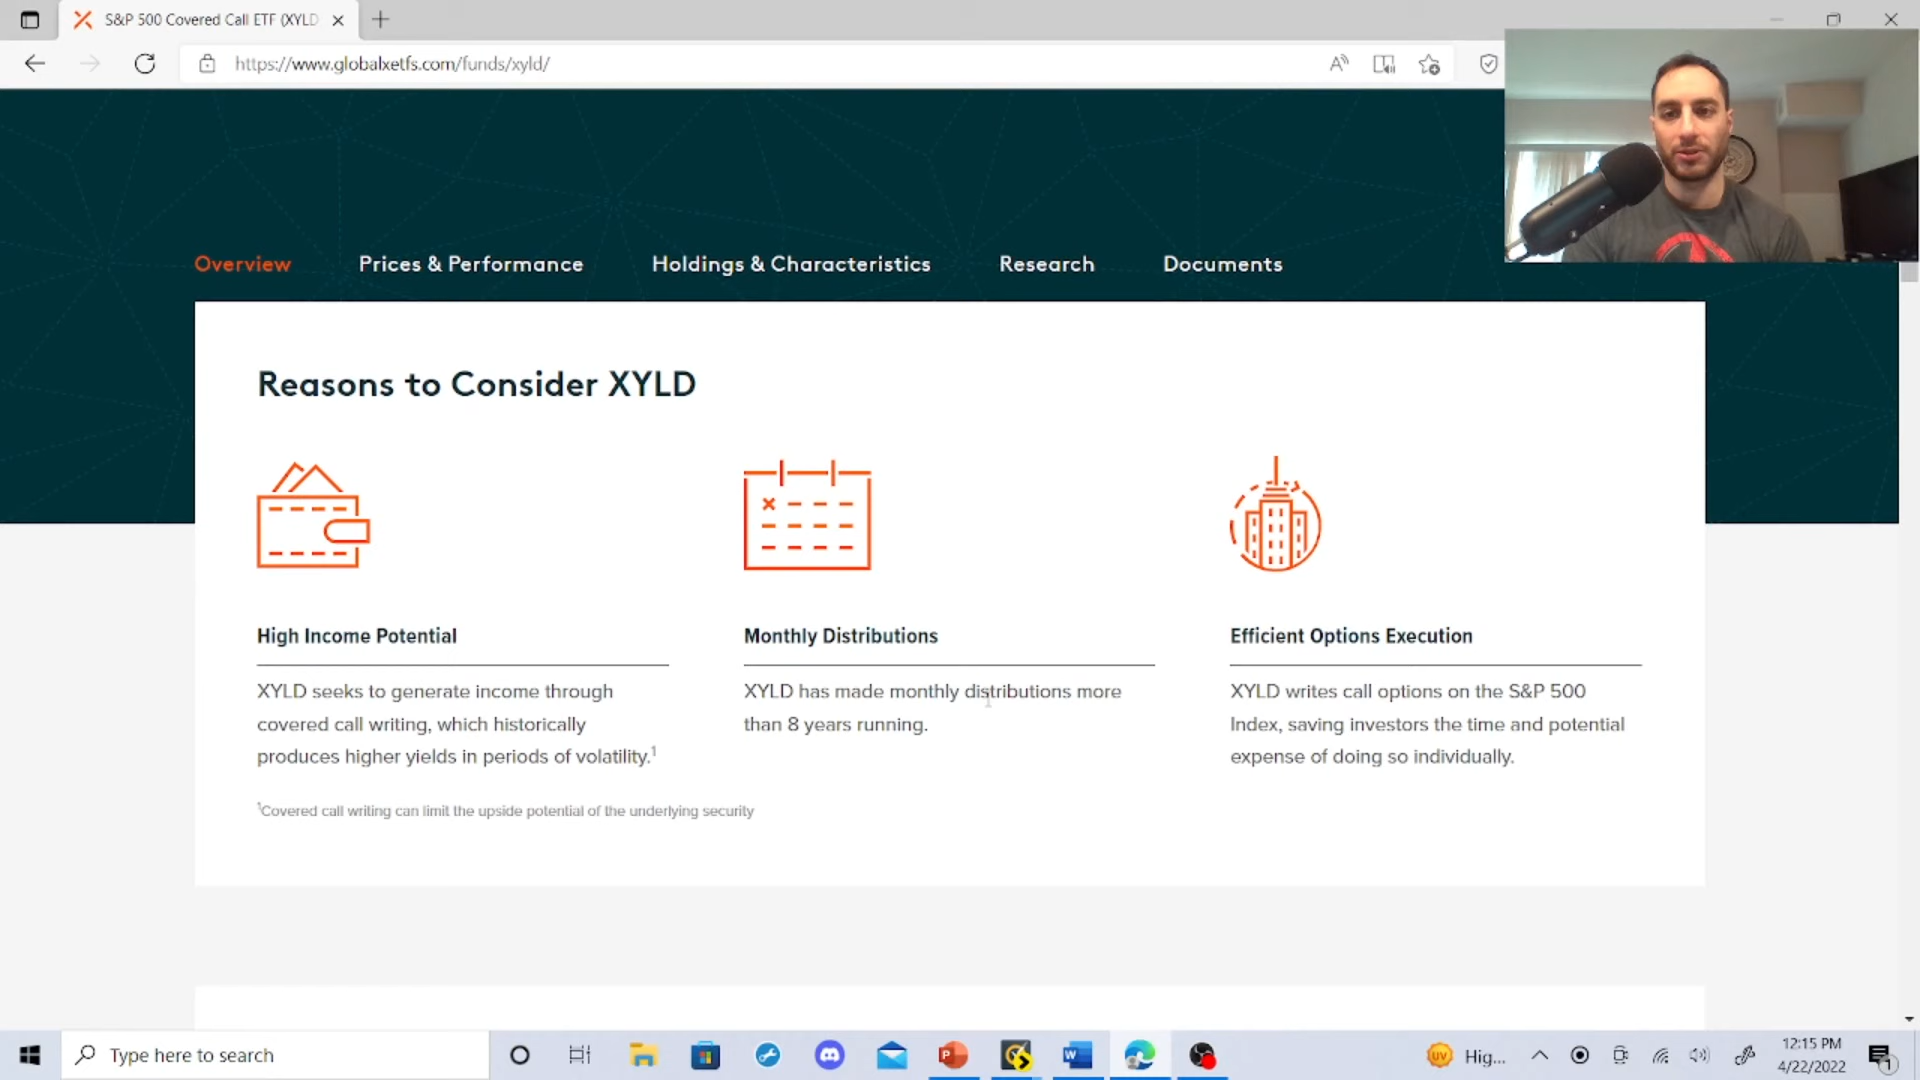 S&P 500 Covered Call ETF (XYLD
https://www.globalxetfs.com/funds/xyld/
Overview
Prices & Performance
Holdings & Characteristics
Research
Documents
Reasons to Consider XYLD
High Income Potential
XYLD seeks to generate income through
covered call writing, which historically
produces higher yields in periods of volatility.¹
Monthly Distributions
XYLD has made monthly distributions more
than 8 years running.
Efficient Options Execution
XYLD writes call options on the S&P 500
Index, saving investors the time and potential
expense of doing so individually.
¹Covered call writing can limit the upside potential of the underlying security
Type here to search
UV
Hig...
12:15 PM
4/22/2022
1